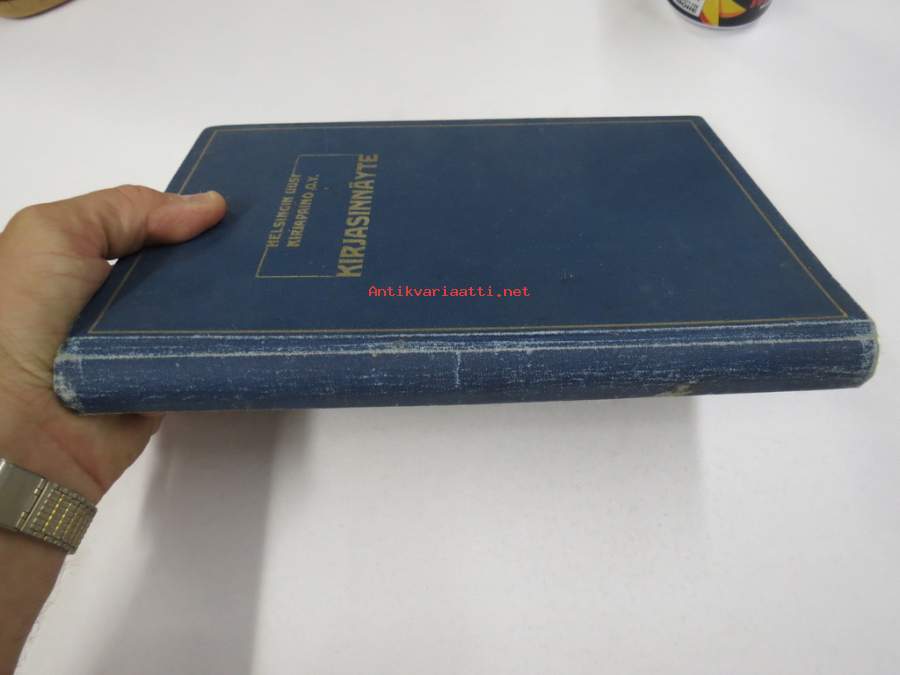 HELSINGIN UUSI
KIRJAPAINO O.Y.
KIRJASINNÄYTE
Antikvariaatti.net